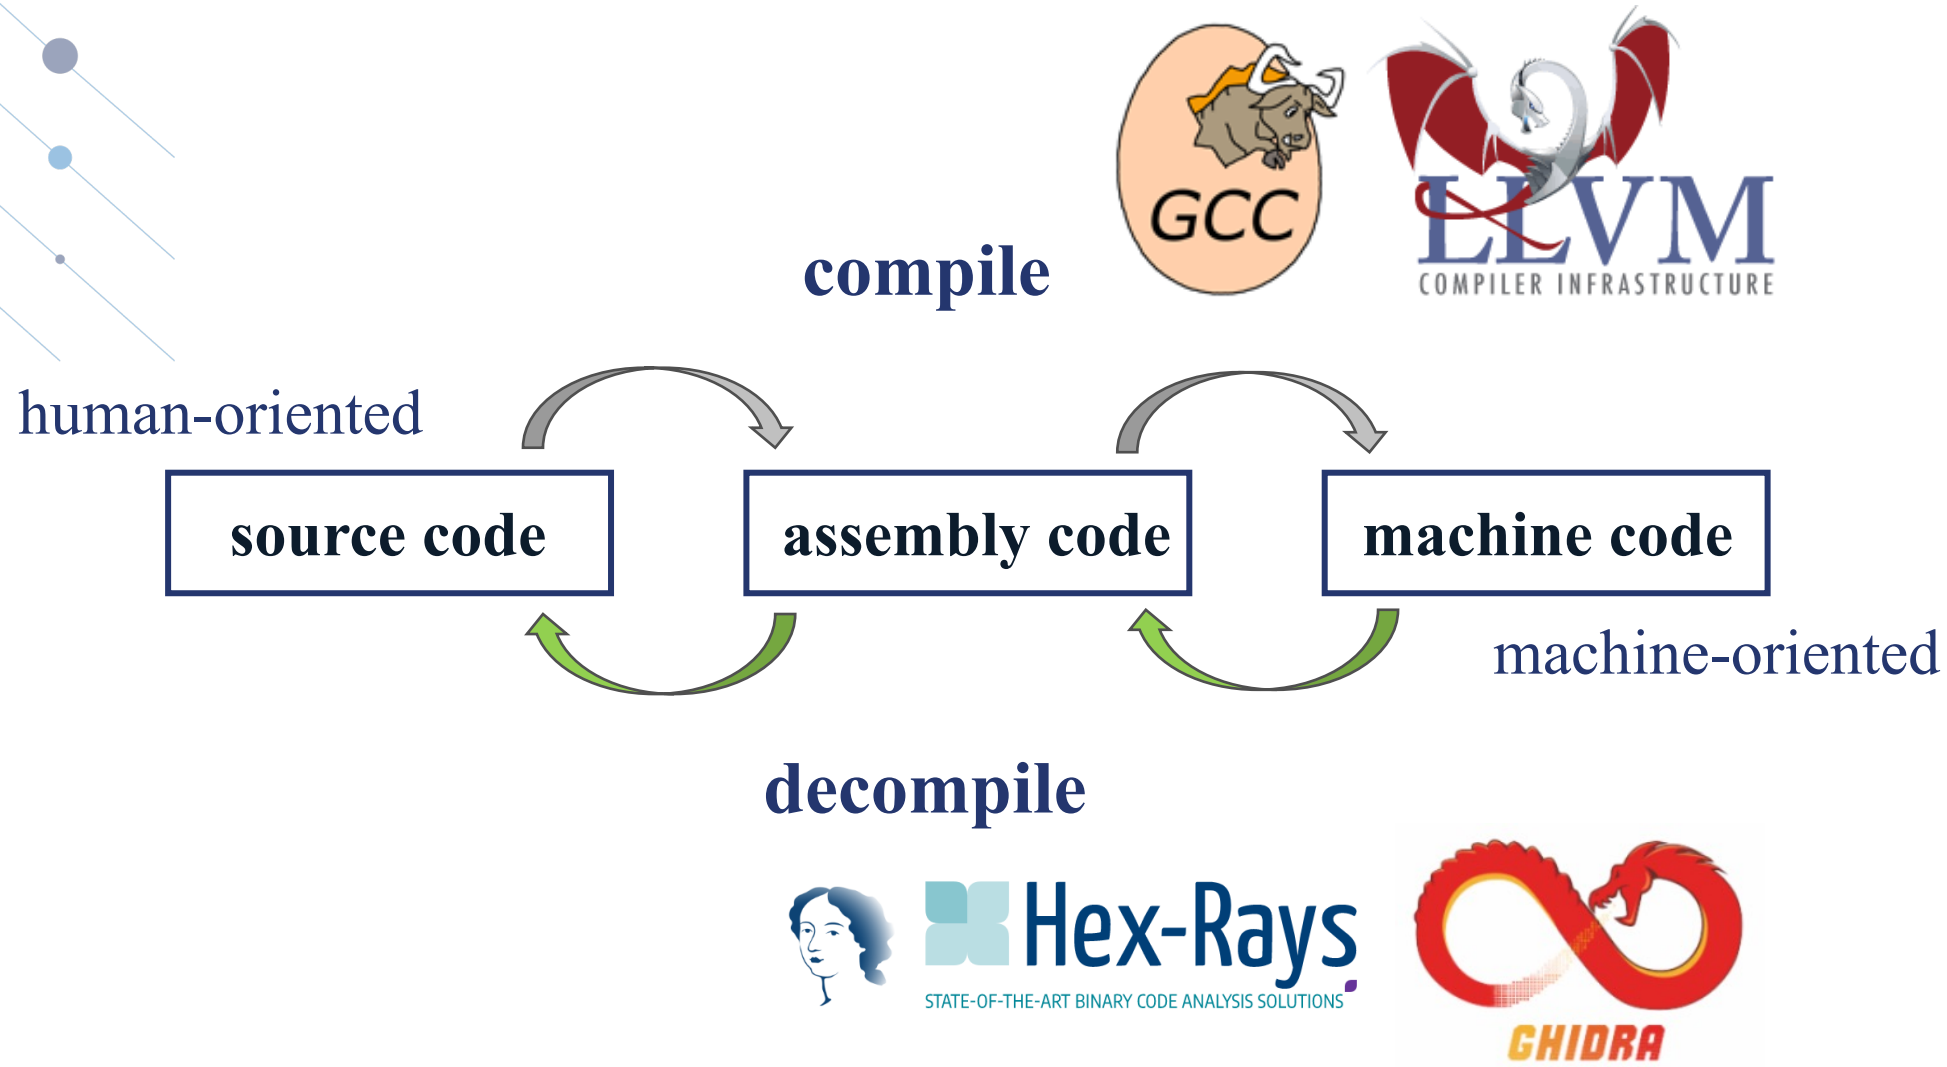 GCC
LLVM
COMPILER INFRASTRUCTURE
compile
human-oriented
source code
assembly code
machine code
machine-oriented
decompile
Hex-Rays
STATE-OF-THE-ART BINARY CODE ANALYSIS SOLUTIONS
GHIDRA